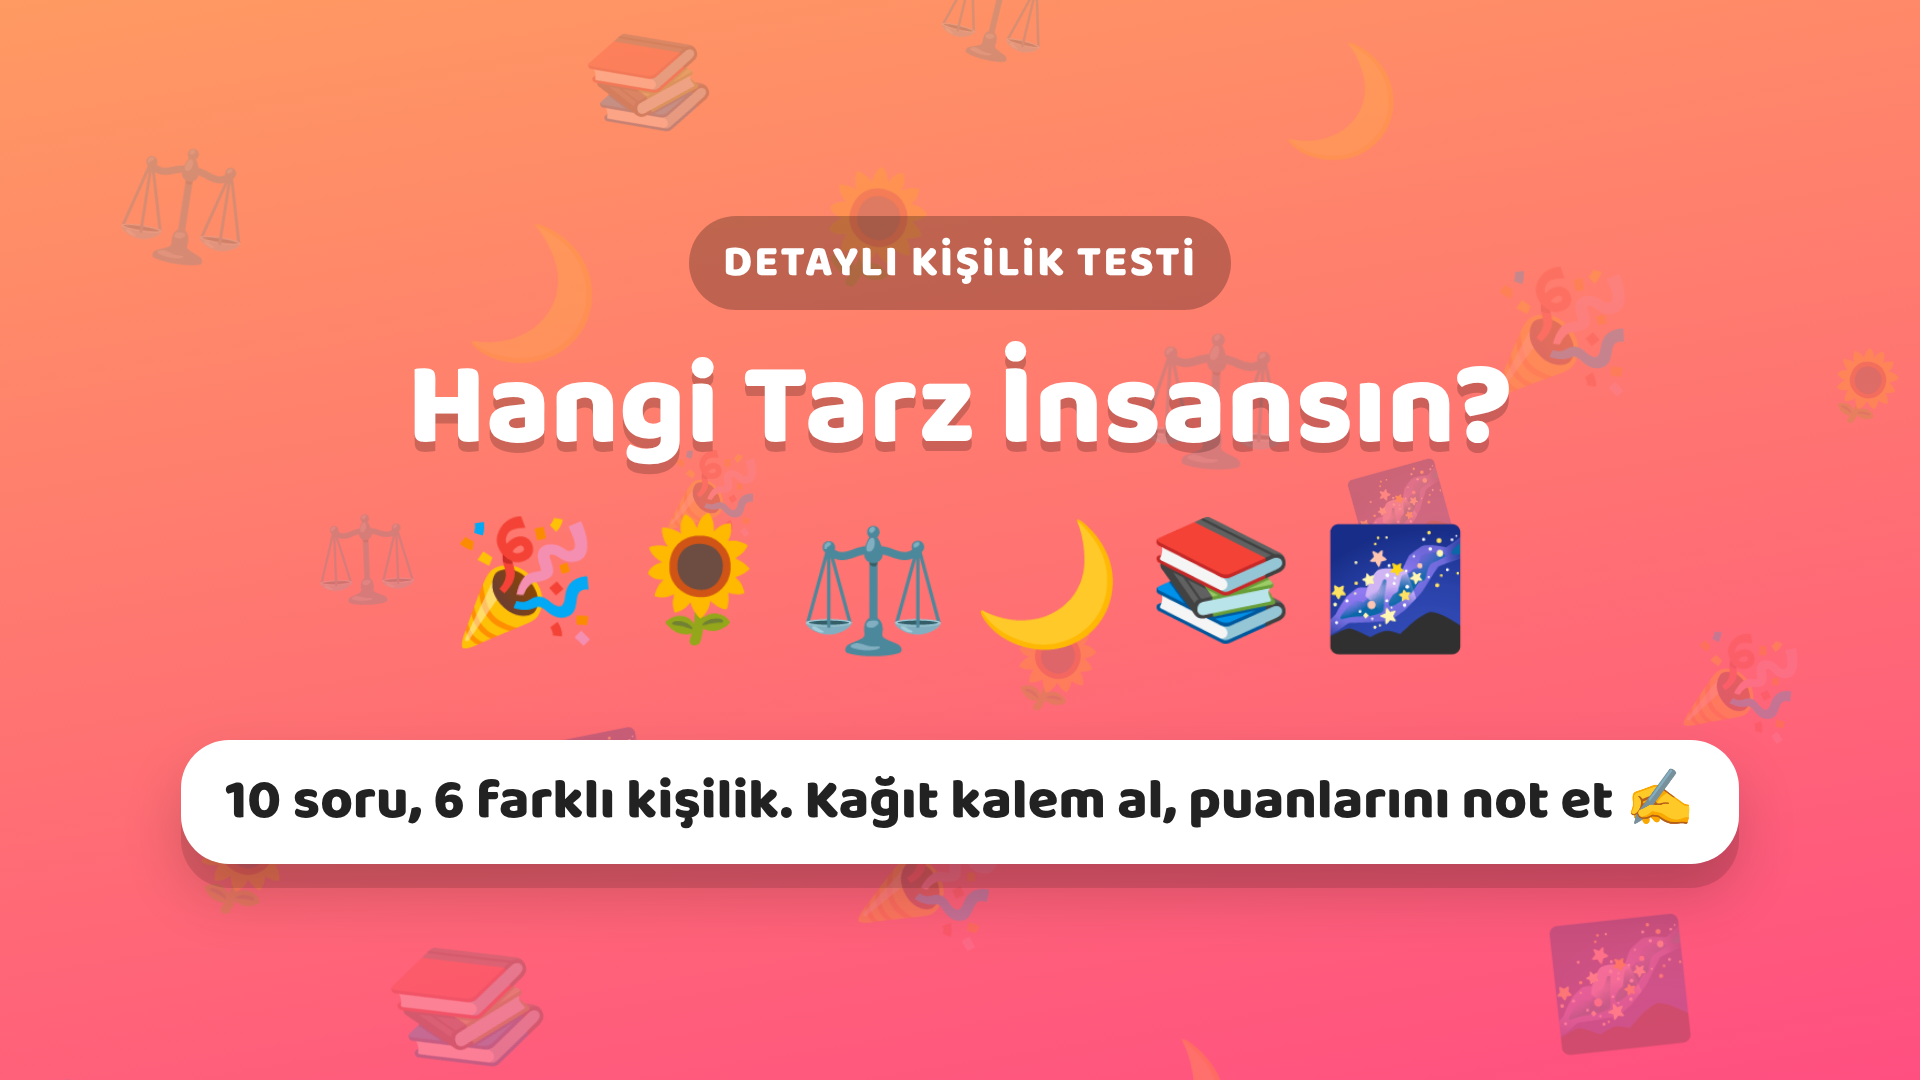 DETAYLI KİŞİLİK TESTİ
Hangi Tarz İnsansın?
10 soru, 6 farklı kişilik. Kağıt kalem al, puanlarını not et ✍️